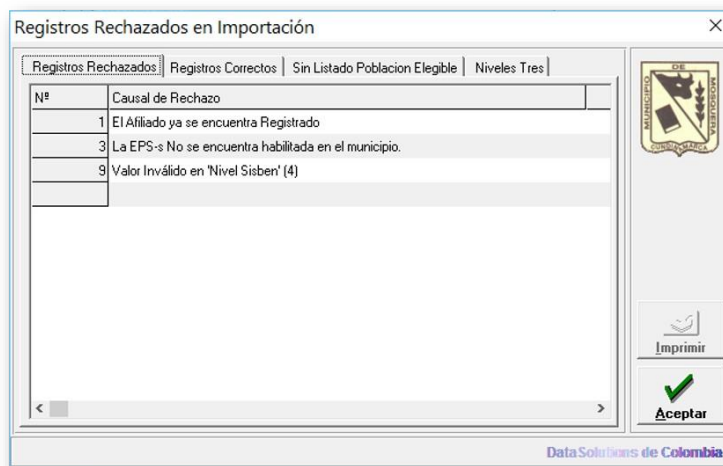 Registros Rechazados en Importación
Registros Rechazados Registros Correctos Sin Listado Poblacion Elegible Niveles Tres
Nº Causal de Rechazo
1 El Afiliado ya se encuentra Registrado
3 La EPS-s No se encuentra habilitada en el municipio.
9 Valor Inválido en 'Nivel Sisben' (4)
MUNICIPIO DE MOSQUERA
CUNDINAMARCA
Imprimir
Aceptar
DataSolutions de Colombia